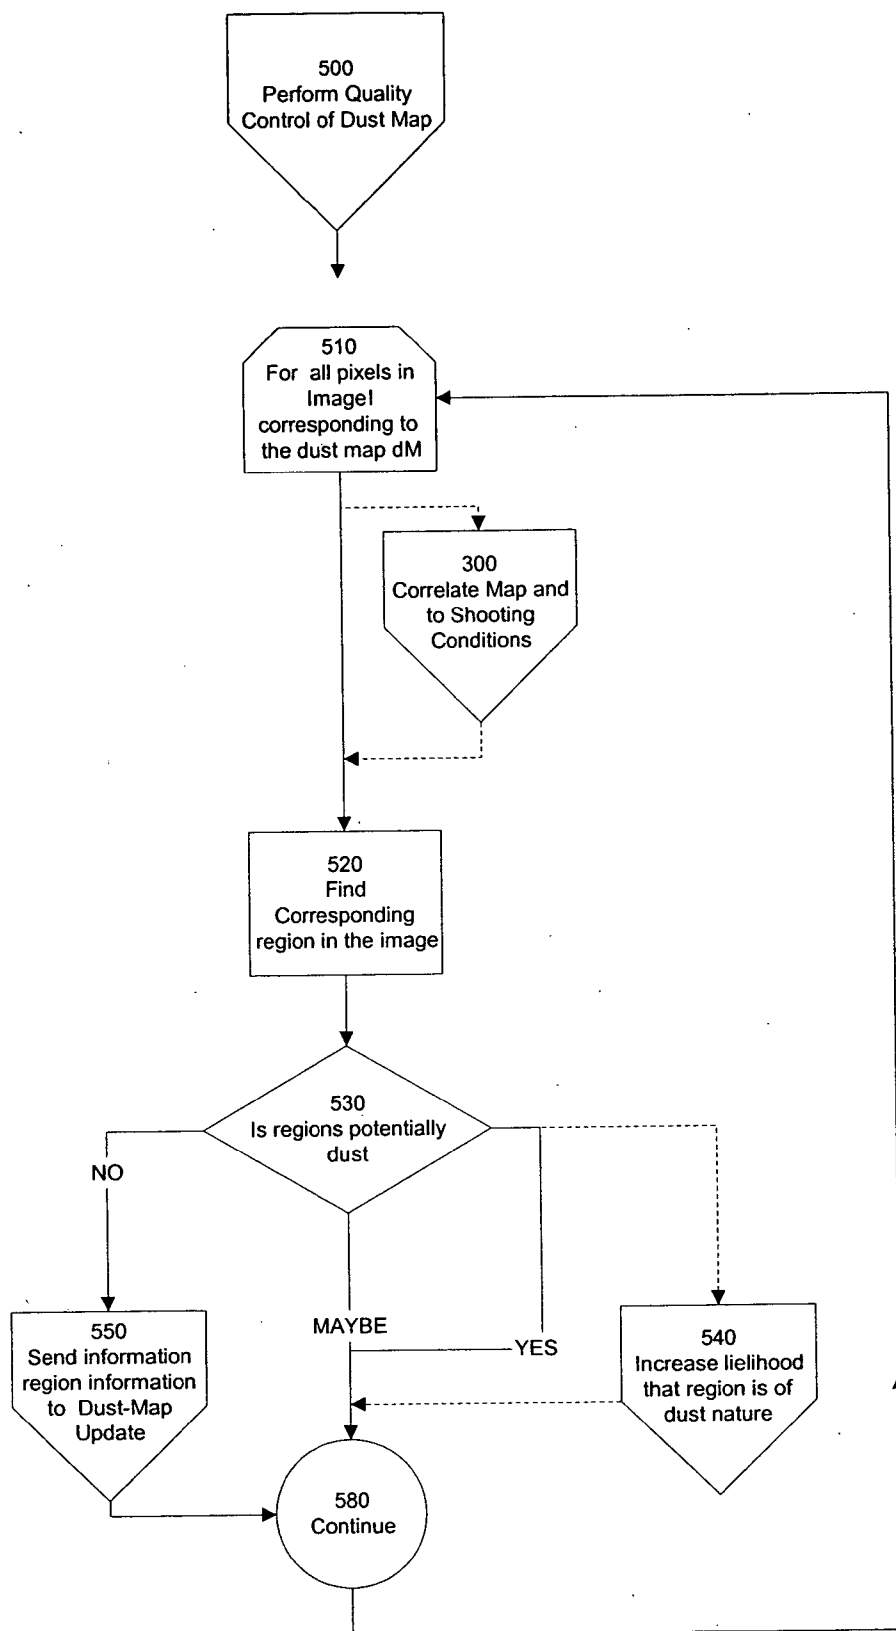 500
Perform Quality
Control of Dust Map
510
For all pixels in
ImageI
corresponding to
the dust map dM
300
Correlate Map and
to Shooting
Conditions
520
Find
Corresponding
region in the image
530
Is regions potentially
dust
NO
MAYBE
YES
550
Send information
region information
to Dust-Map
Update
540
Increase lielihood
that region is of
dust nature
580
Continue